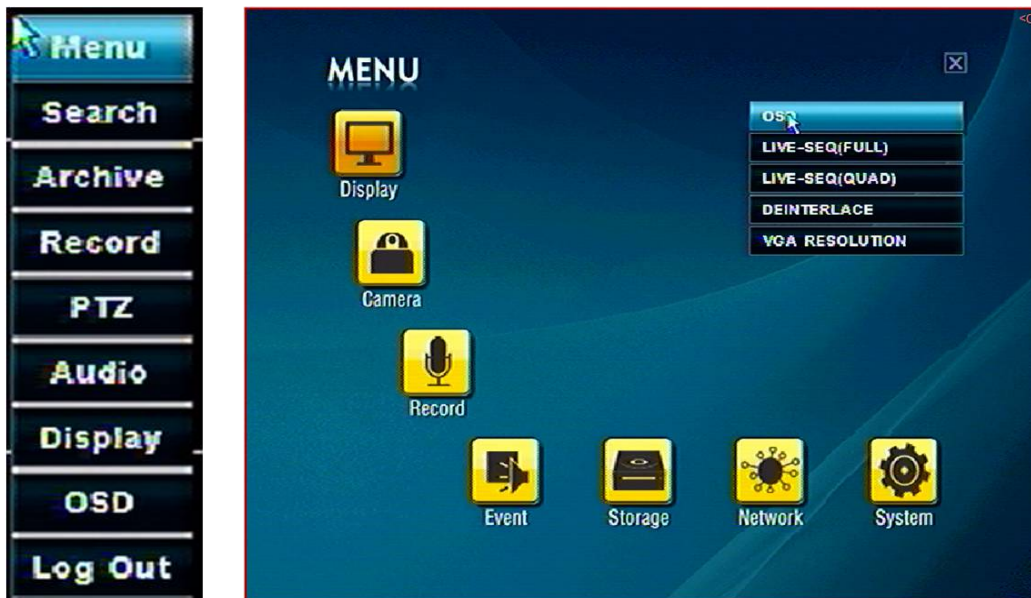 Menu
Search
Archive
Record
PTZ
Audio
Display
OSD
Log Out
MENU
OSD
LIVE-SEQ(FULL)
LIVE-SEQ(QUAD)
DEINTERLACE
VGA RESOLUTION
Display
Camera
Record
Event
Storage
Network
System